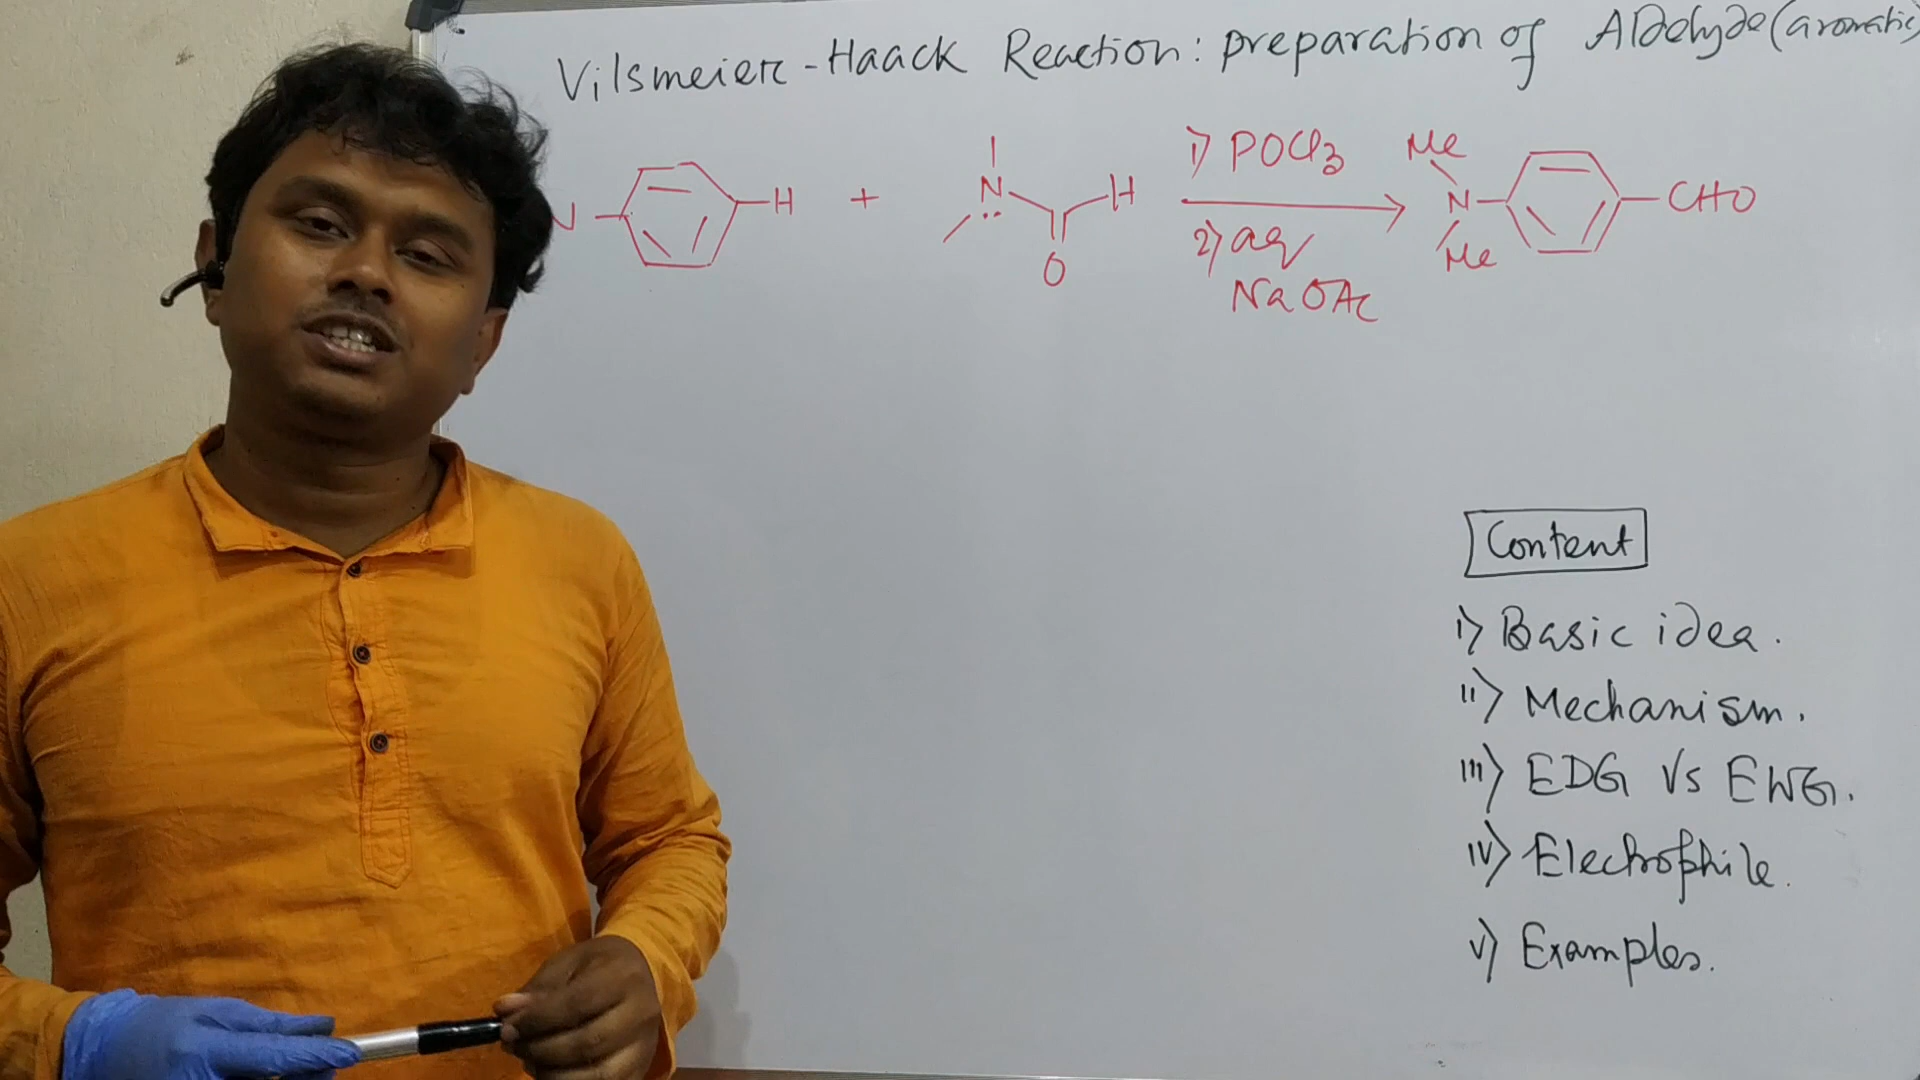 Vilsmeier-Haack Reaction: preparation of Aldehyde (aromatic)
N H + N H O 1) POCl3 2) aq NaOAc Me N Me CHO
Content
i) Basic idea.
ii) Mechanism.
iii) EDG Vs EWG.
iv) Electrophile.
v) Examples.